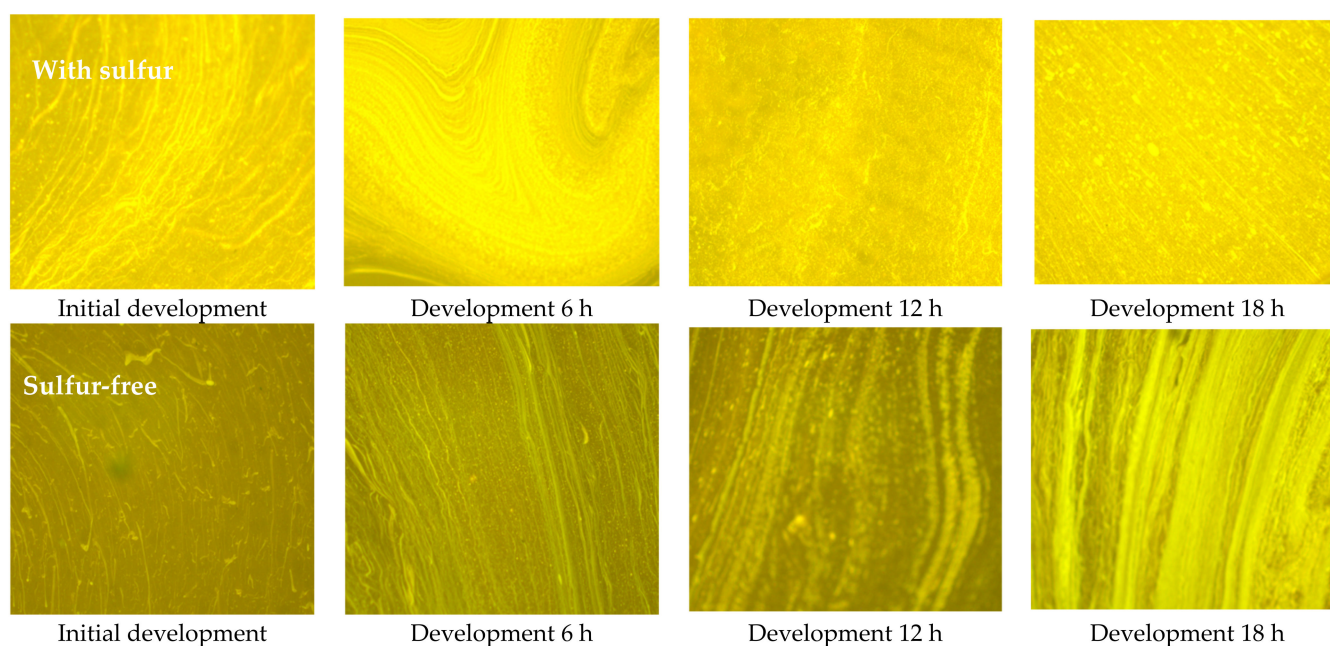 With sulfur
Initial development
Development 6 h
Development 12 h
Development 18 h
Sulfur-free
Initial development
Development 6 h
Development 12 h
Development 18 h